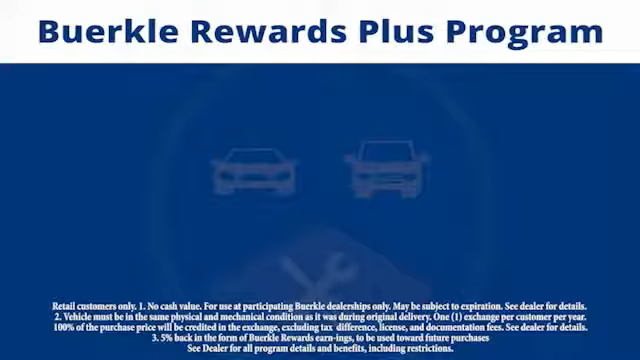 Buerkle Rewards Plus Program
Retail customers only. 1. No cash value. For use at participating Buerkle dealerships only. May be subject to expiration. See dealer for details.
2. Vehicle must be in the same physical and mechanical condition as it was during original delivery. One (1) exchange per customer per year.
100% of the purchase price will be credited in the exchange, excluding tax difference, license, and documentation fees. See dealer for details.
3. 5% back in the form of Buerkle Rewards earn-ings, to be used toward future purchases
See Dealer for all program details and benefits, including restrictions.